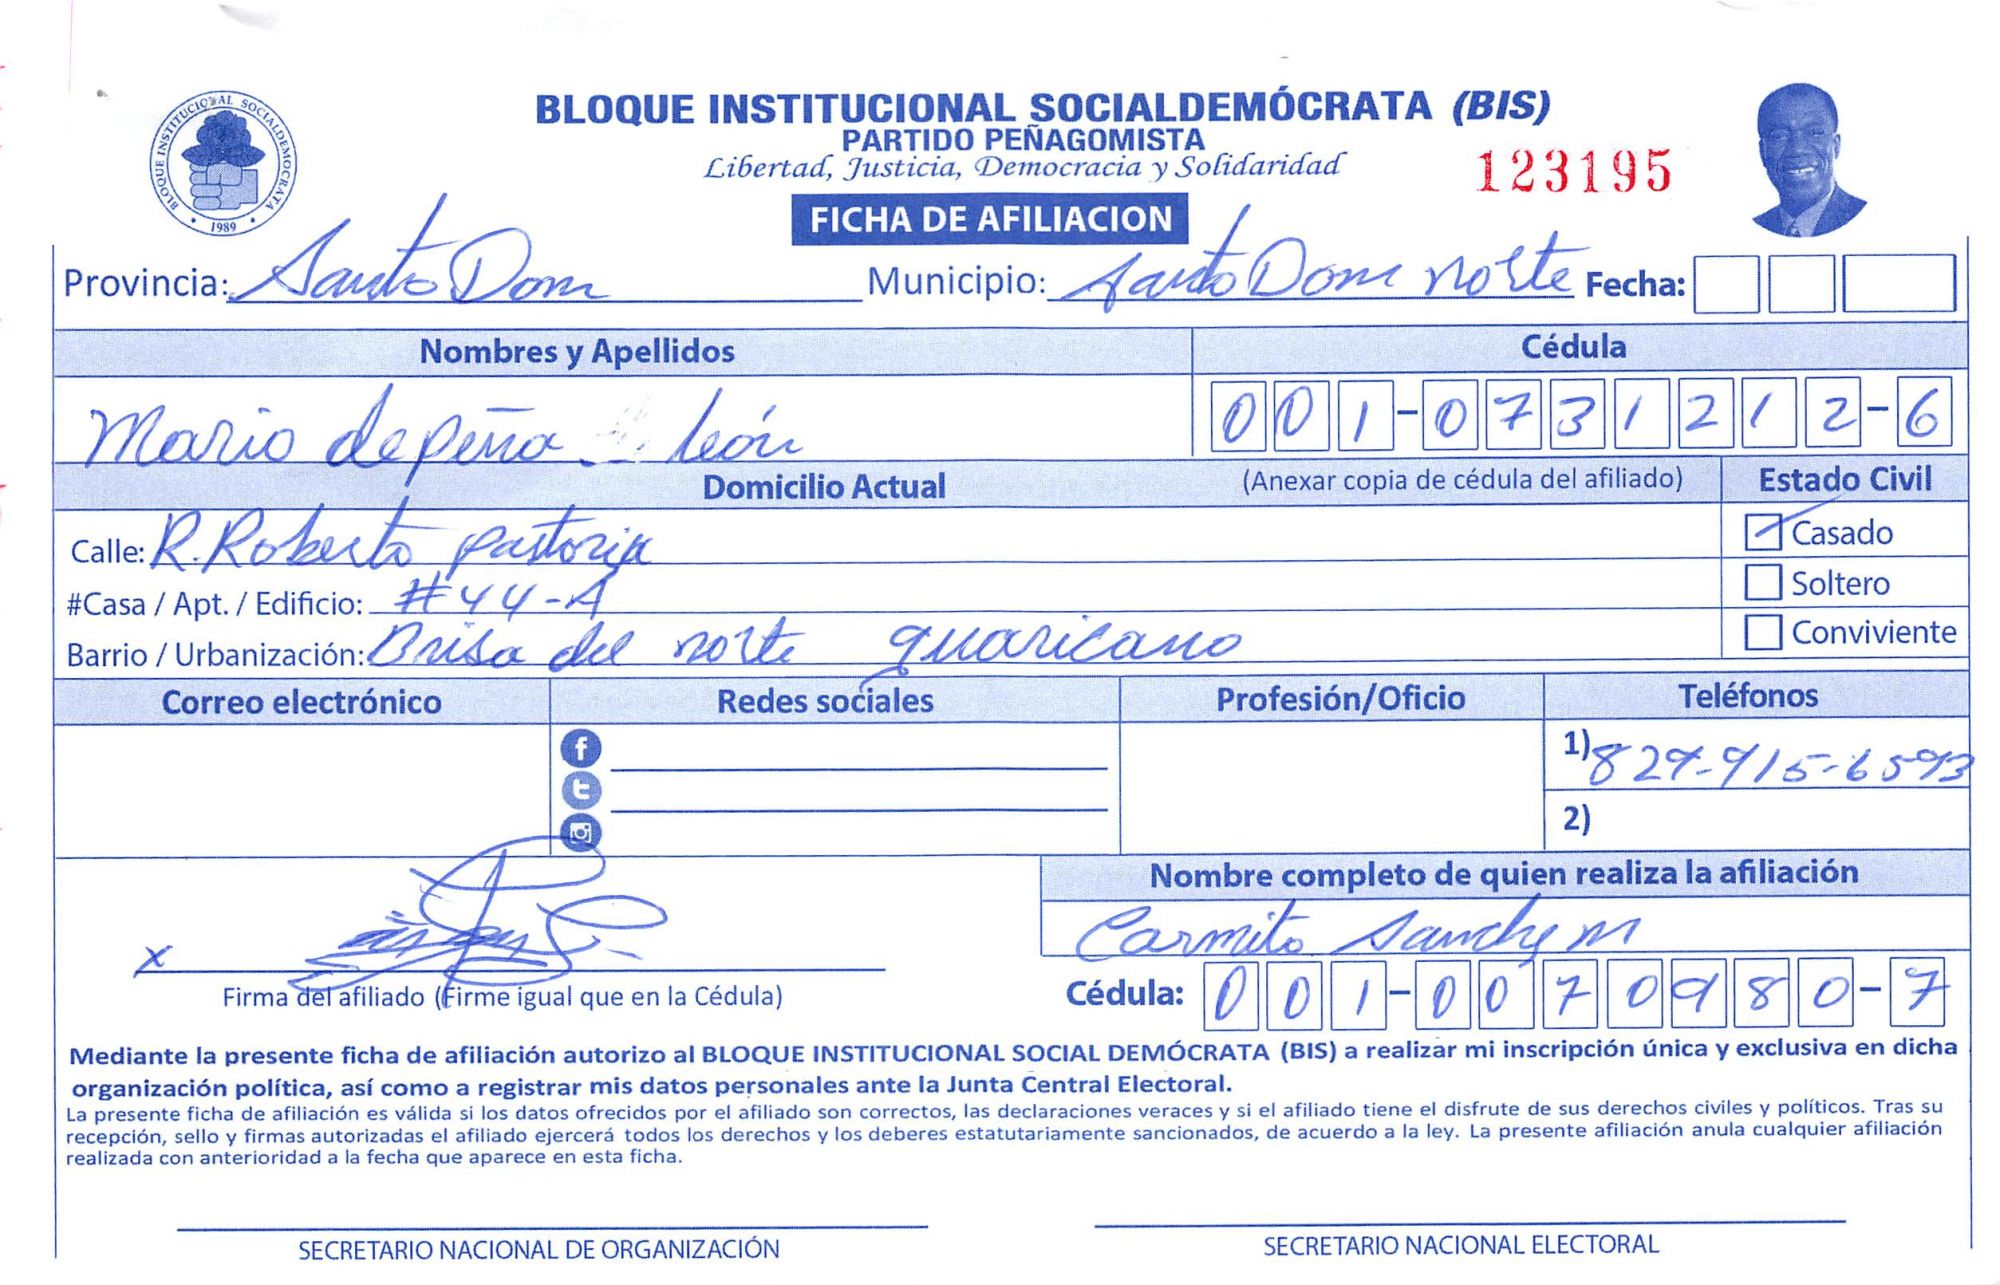 BLOQUE INSTITUCIONAL SOCIALDEMOCRATA
1989
BLOQUE INSTITUCIONAL SOCIALDEMÓCRATA (BIS)
PARTIDO PEÑAGOMISTA
Libertad, Justicia, Democracia y Solidaridad
123195
FICHA DE AFILIACION
Provincia: Santo Dom Municipio: Santo Dom norte Fecha:
Nombres y Apellidos Cédula
Mario de peña león 001-0731212-6
Domicilio Actual (Anexar copia de cédula del afiliado) Estado Civil
Calle: R. Roberto pastoriza Casado
#Casa / Apt. / Edificio: #44-A Soltero
Barrio / Urbanización: Brisa del norte guaricano Conviviente
Correo electrónico Redes sociales Profesión/Oficio Teléfonos
1) 829-915-6593
2)
Nombre completo de quien realiza la afiliación
Carmito Sanchez M
x
Firma del afiliado (Firme igual que en la Cédula) Cédula: 001-0070980-7
Mediante la presente ficha de afiliación autorizo al BLOQUE INSTITUCIONAL SOCIAL DEMÓCRATA (BIS) a realizar mi inscripción única y exclusiva en dicha
organización política, así como a registrar mis datos personales ante la Junta Central Electoral.
La presente ficha de afiliación es válida si los datos ofrecidos por el afiliado son correctos, las declaraciones veraces y si el afiliado tiene el disfrute de sus derechos civiles y políticos. Tras su
recepción, sello y firmas autorizadas el afiliado ejercerá todos los derechos y los deberes estatutariamente sancionados, de acuerdo a la ley. La presente afiliación anula cualquier afiliación
realizada con anterioridad a la fecha que aparece en esta ficha.
SECRETARIO NACIONAL DE ORGANIZACIÓN SECRETARIO NACIONAL ELECTORAL